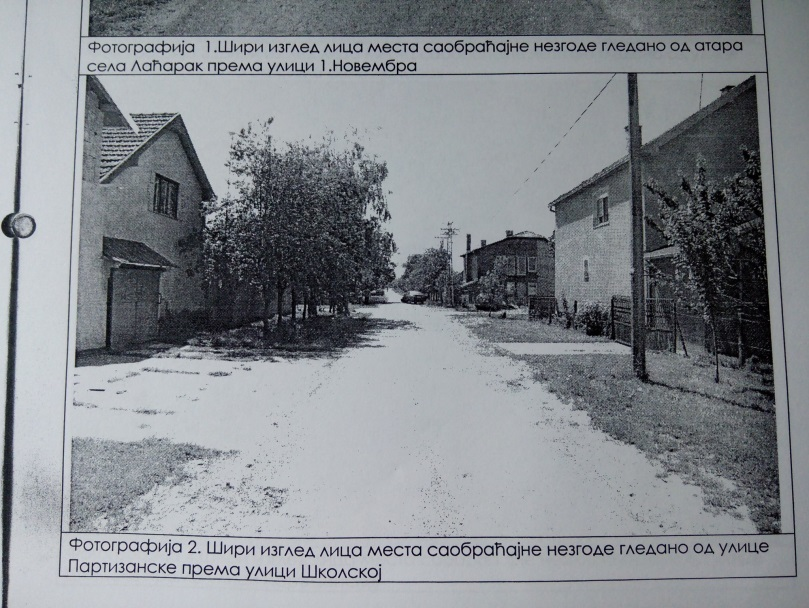 Фотографија 1.Шири изглед лица места саобраћајне незгоде гледано од атара
села Лаћарак према улици 1.Новембра
Фотографија 2. Шири изглед лица места саобраћајне незгоде гледано од улице
Партизанске према улици Школској